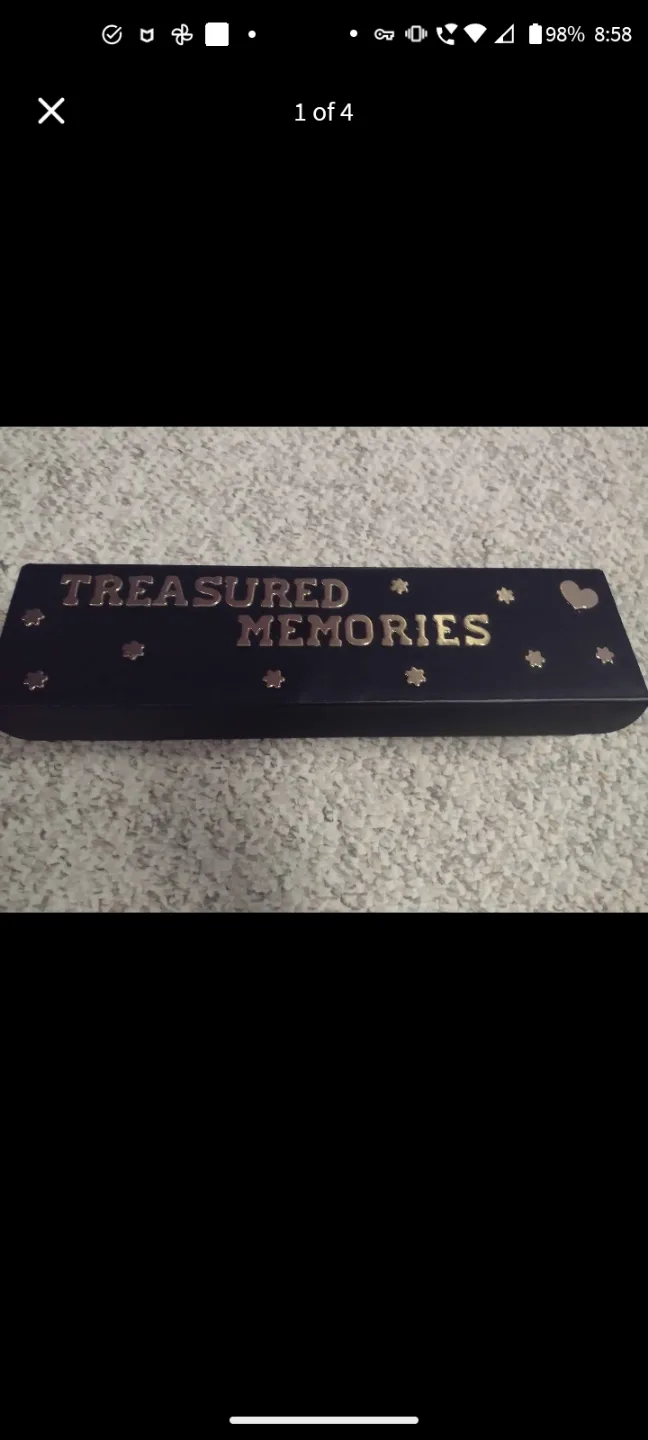 98% 8:58
1 of 4
TREASURED
MEMORIES